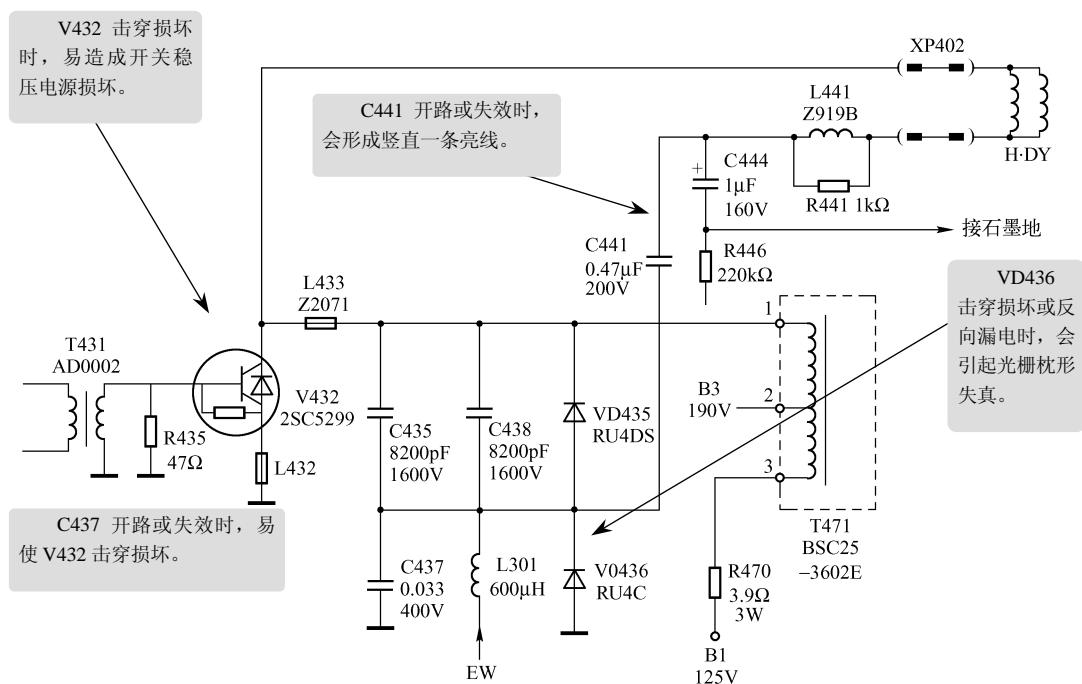 V432 击穿损坏
时，易造成开关稳
压电源损坏。
XP402
C441 开路或失效时，
会形成竖直一条亮线。
L441
Z919B
H·DY
+
C444
1μF
160V
R441 1kΩ
接石墨地
C441
0.47μF
200V
R446
220kΩ
VD436
击穿损坏或反
向漏电时，会
引起光栅枕形
失真。
L433
Z2071
1
T431
AD0002
V432
2SC5299
B3
190V
2
R435
47Ω
C435
8200pF
1600V
C438
8200pF
1600V
VD435
RU4DS
L432
3
C437 开路或失效时，易
使 V432 击穿损坏。
T471
BSC25
–3602E
C437
0.033
400V
L301
600μH
V0436
RU4C
R470
3.9Ω
3W
EW
B1
125V